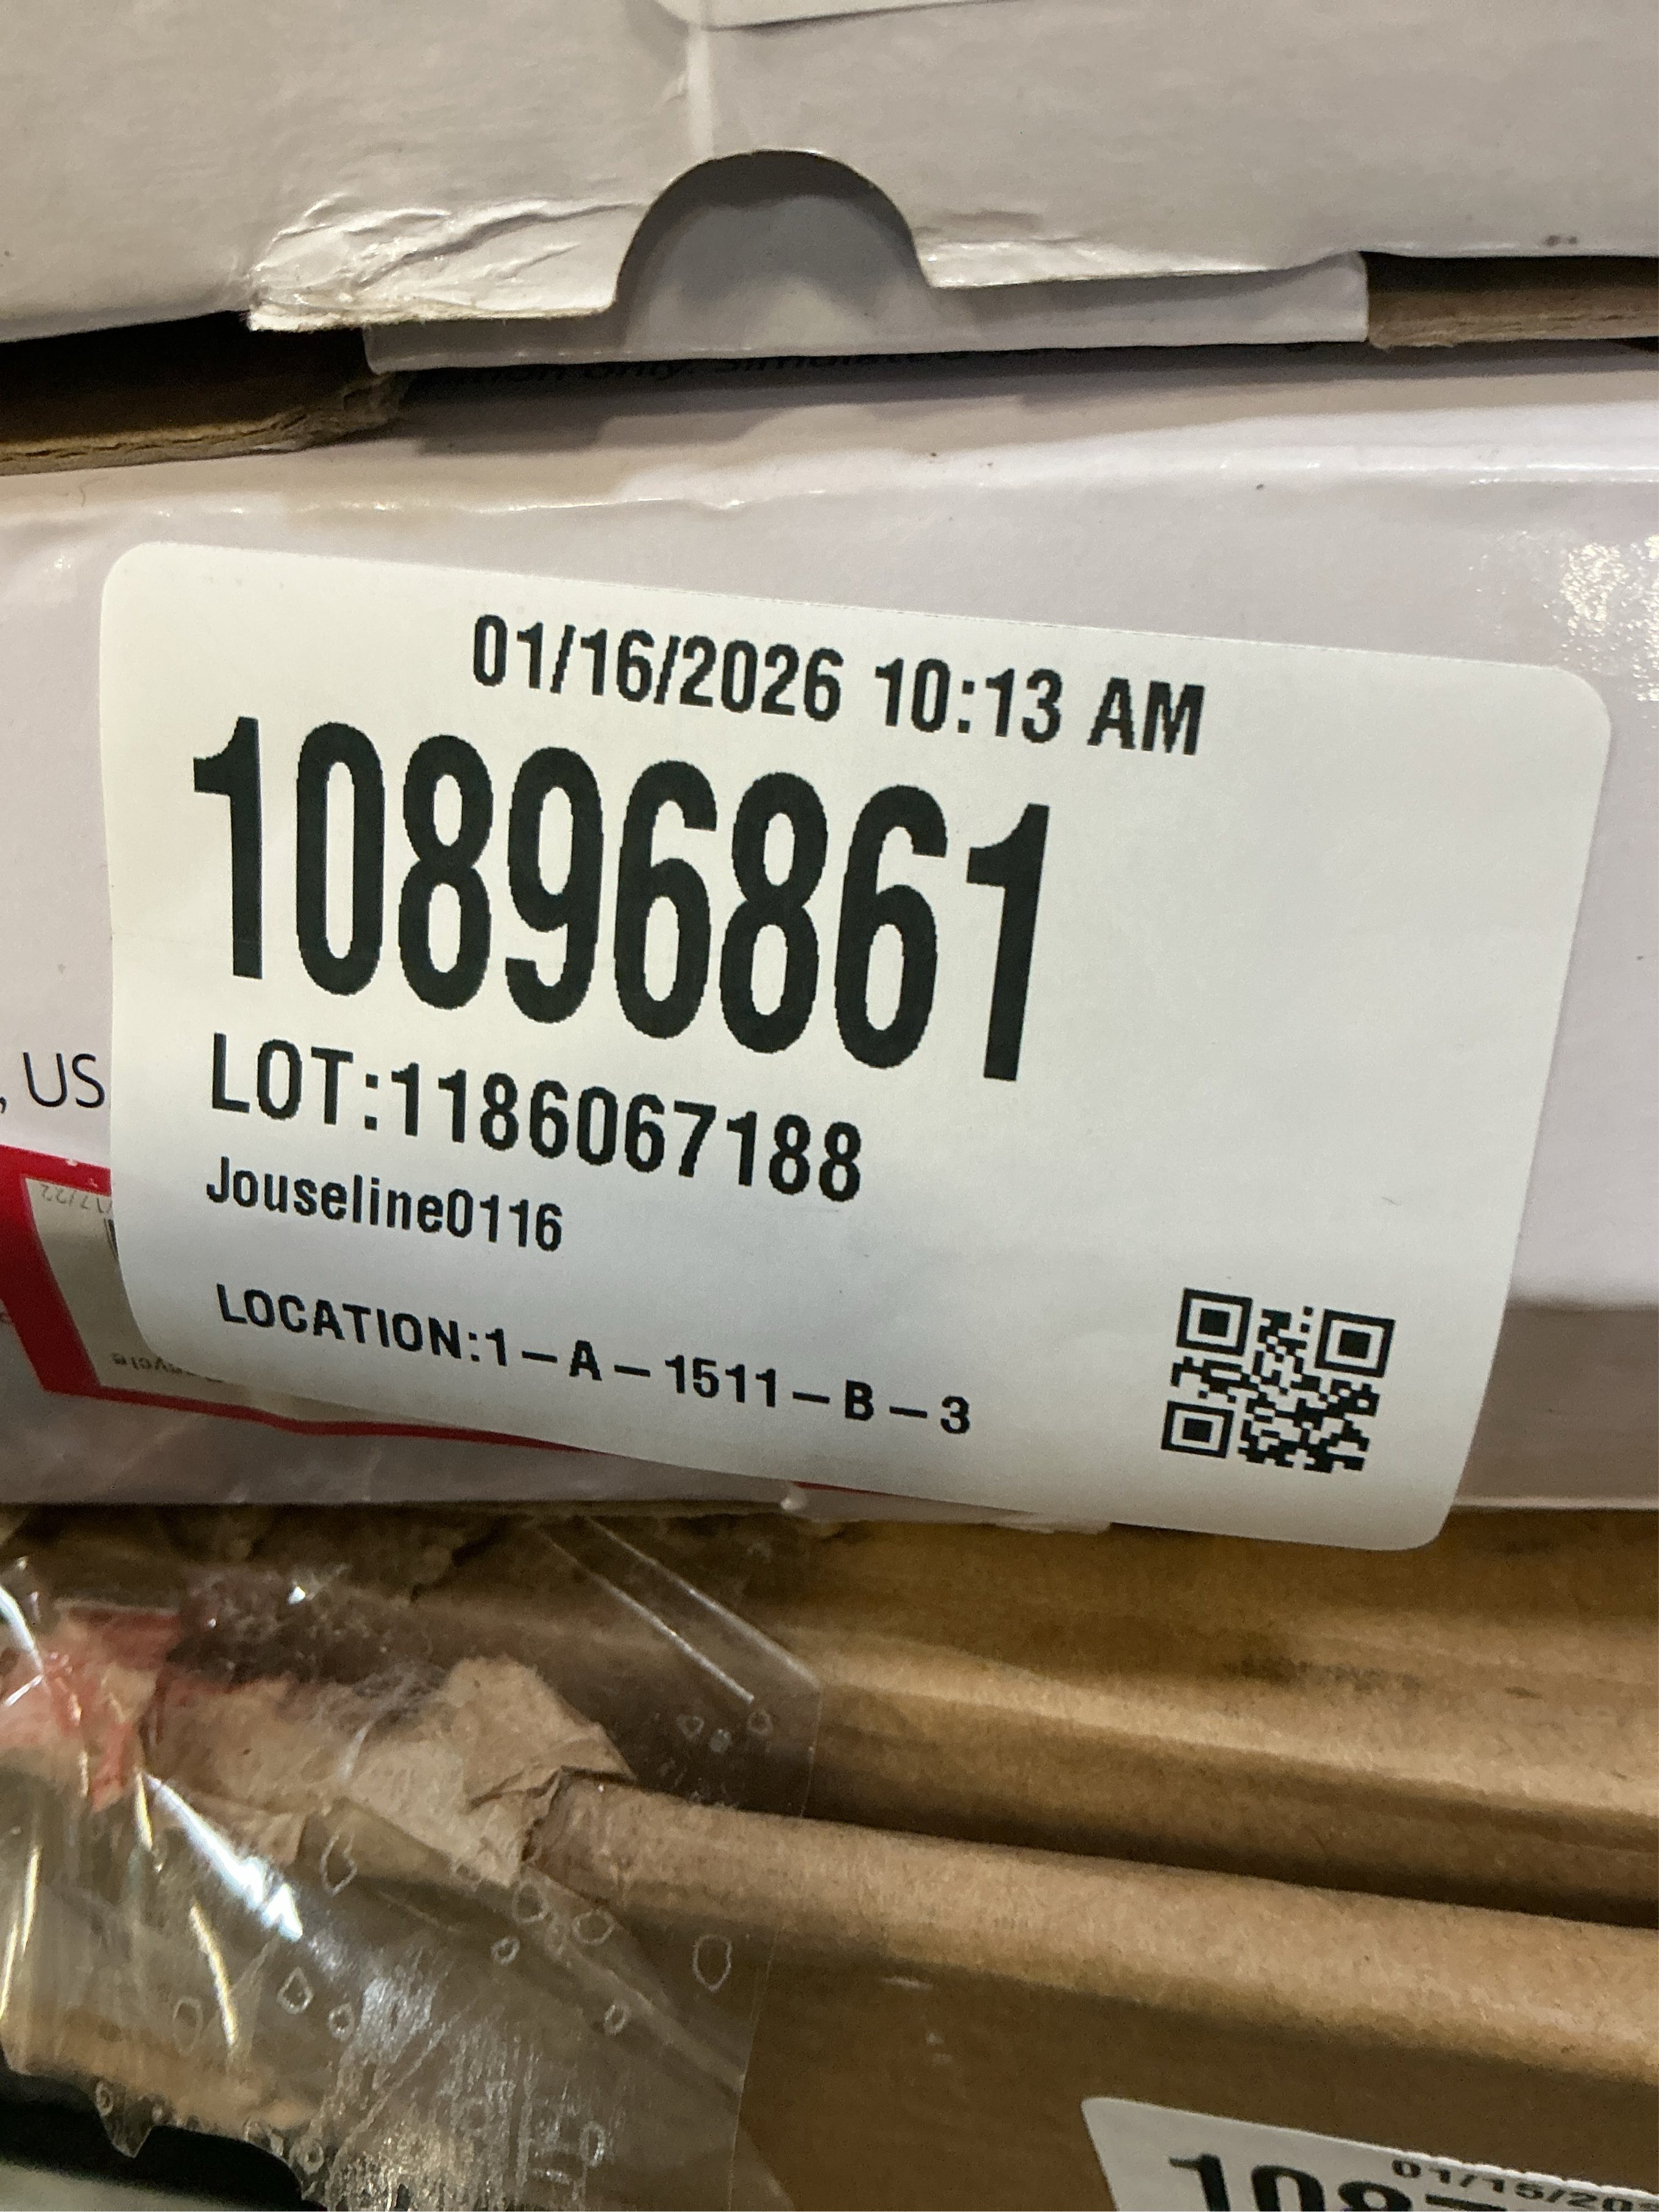 01/16/2026 10:13 AM
10896861
, US
LOT:1186067188
Jouseline0116
LOCATION:1-A-1511-B-3
01/15/20
108